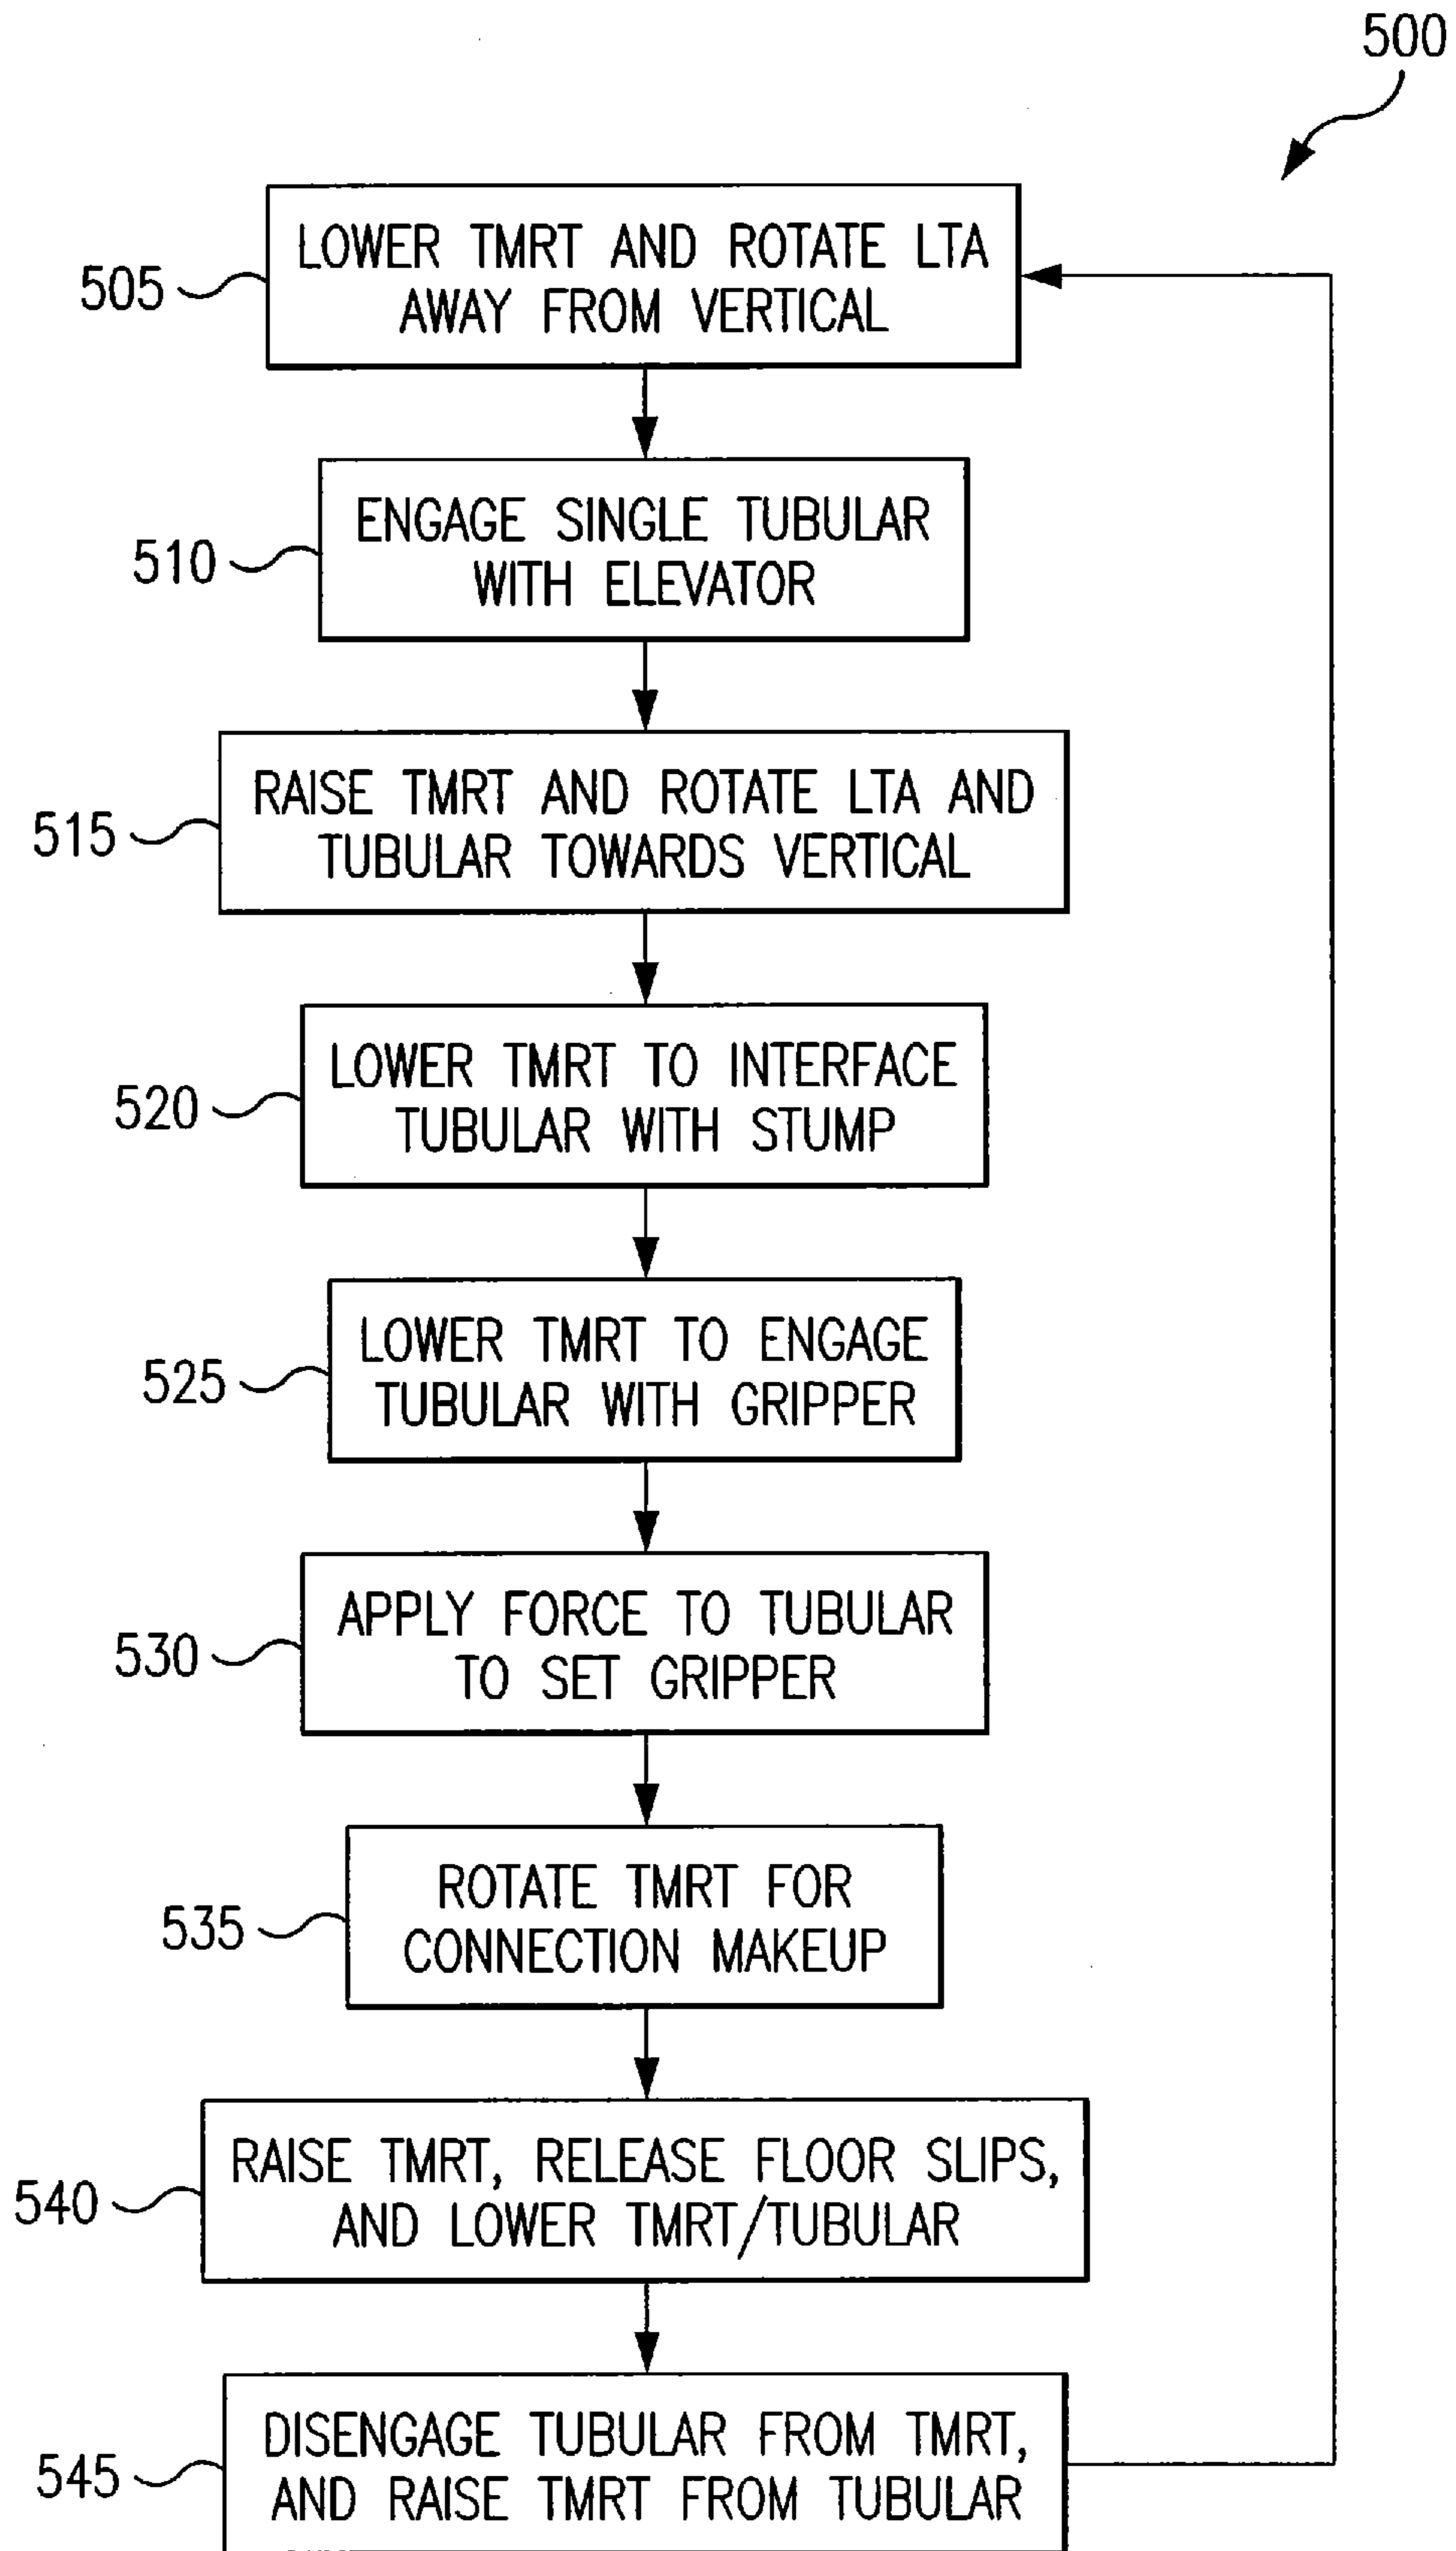 500
505
LOWER TMRT AND ROTATE LTA
AWAY FROM VERTICAL
510
ENGAGE SINGLE TUBULAR
WITH ELEVATOR
515
RAISE TMRT AND ROTATE LTA AND
TUBULAR TOWARDS VERTICAL
520
LOWER TMRT TO INTERFACE
TUBULAR WITH STUMP
525
LOWER TMRT TO ENGAGE
TUBULAR WITH GRIPPER
530
APPLY FORCE TO TUBULAR
TO SET GRIPPER
535
ROTATE TMRT FOR
CONNECTION MAKEUP
540
RAISE TMRT, RELEASE FLOOR SLIPS,
AND LOWER TMRT/TUBULAR
545
DISENGAGE TUBULAR FROM TMRT,
AND RAISE TMRT FROM TUBULAR